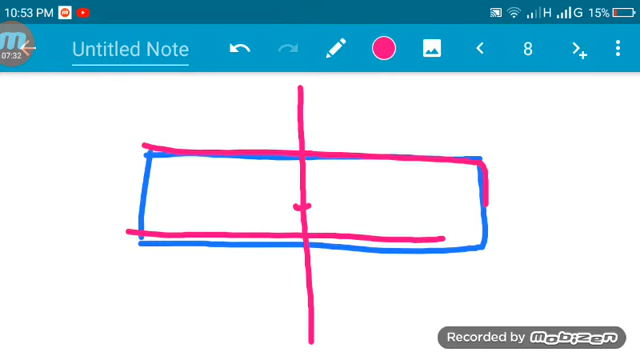 10:53 PM H G 15%
M
07:32
Untitled Note
8
Recorded by mobizen